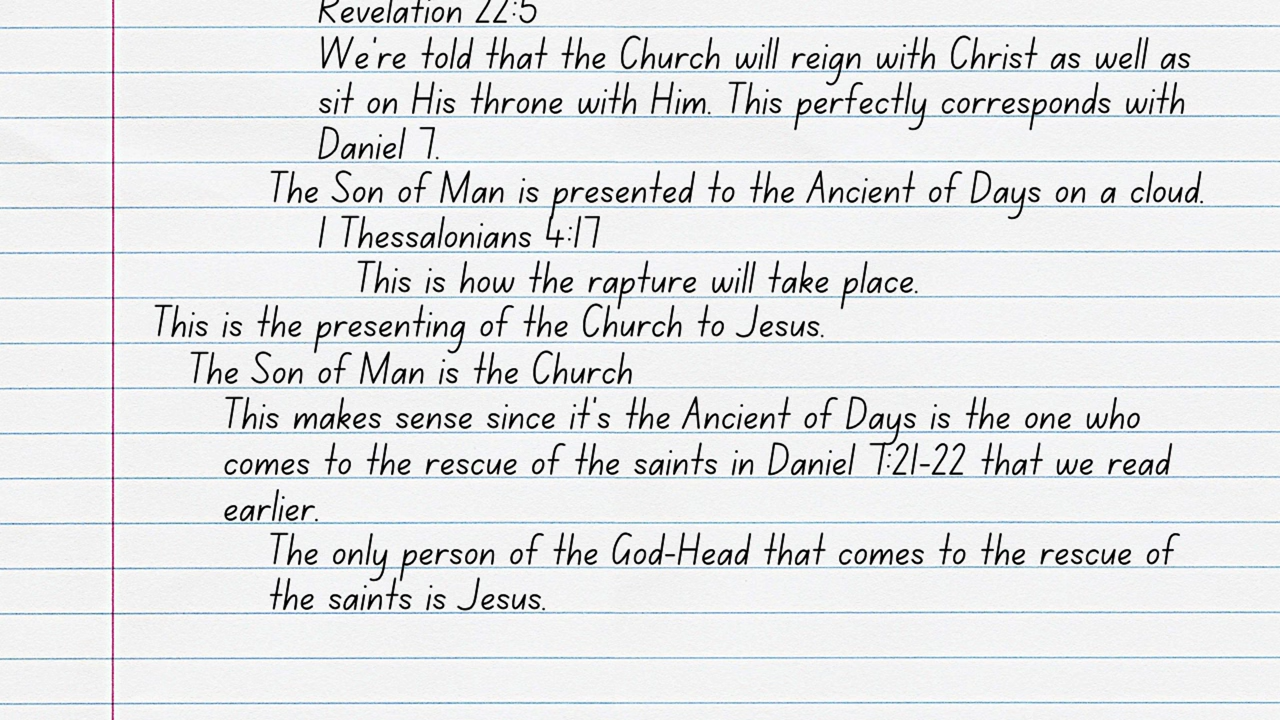 Revelation 22:5
We're told that the Church will reign with Christ as well as
sit on His throne with Him. This perfectly corresponds with
Daniel 7.
The Son of Man is presented to the Ancient of Days on a cloud.
1 Thessalonians 4:17
This is how the rapture will take place.
This is the presenting of the Church to Jesus.
The Son of Man is the Church
This makes sense since it's the Ancient of Days is the one who
comes to the rescue of the saints in Daniel 7:21-22 that we read
earlier.
The only person of the God-Head that comes to the rescue of
the saints is Jesus.